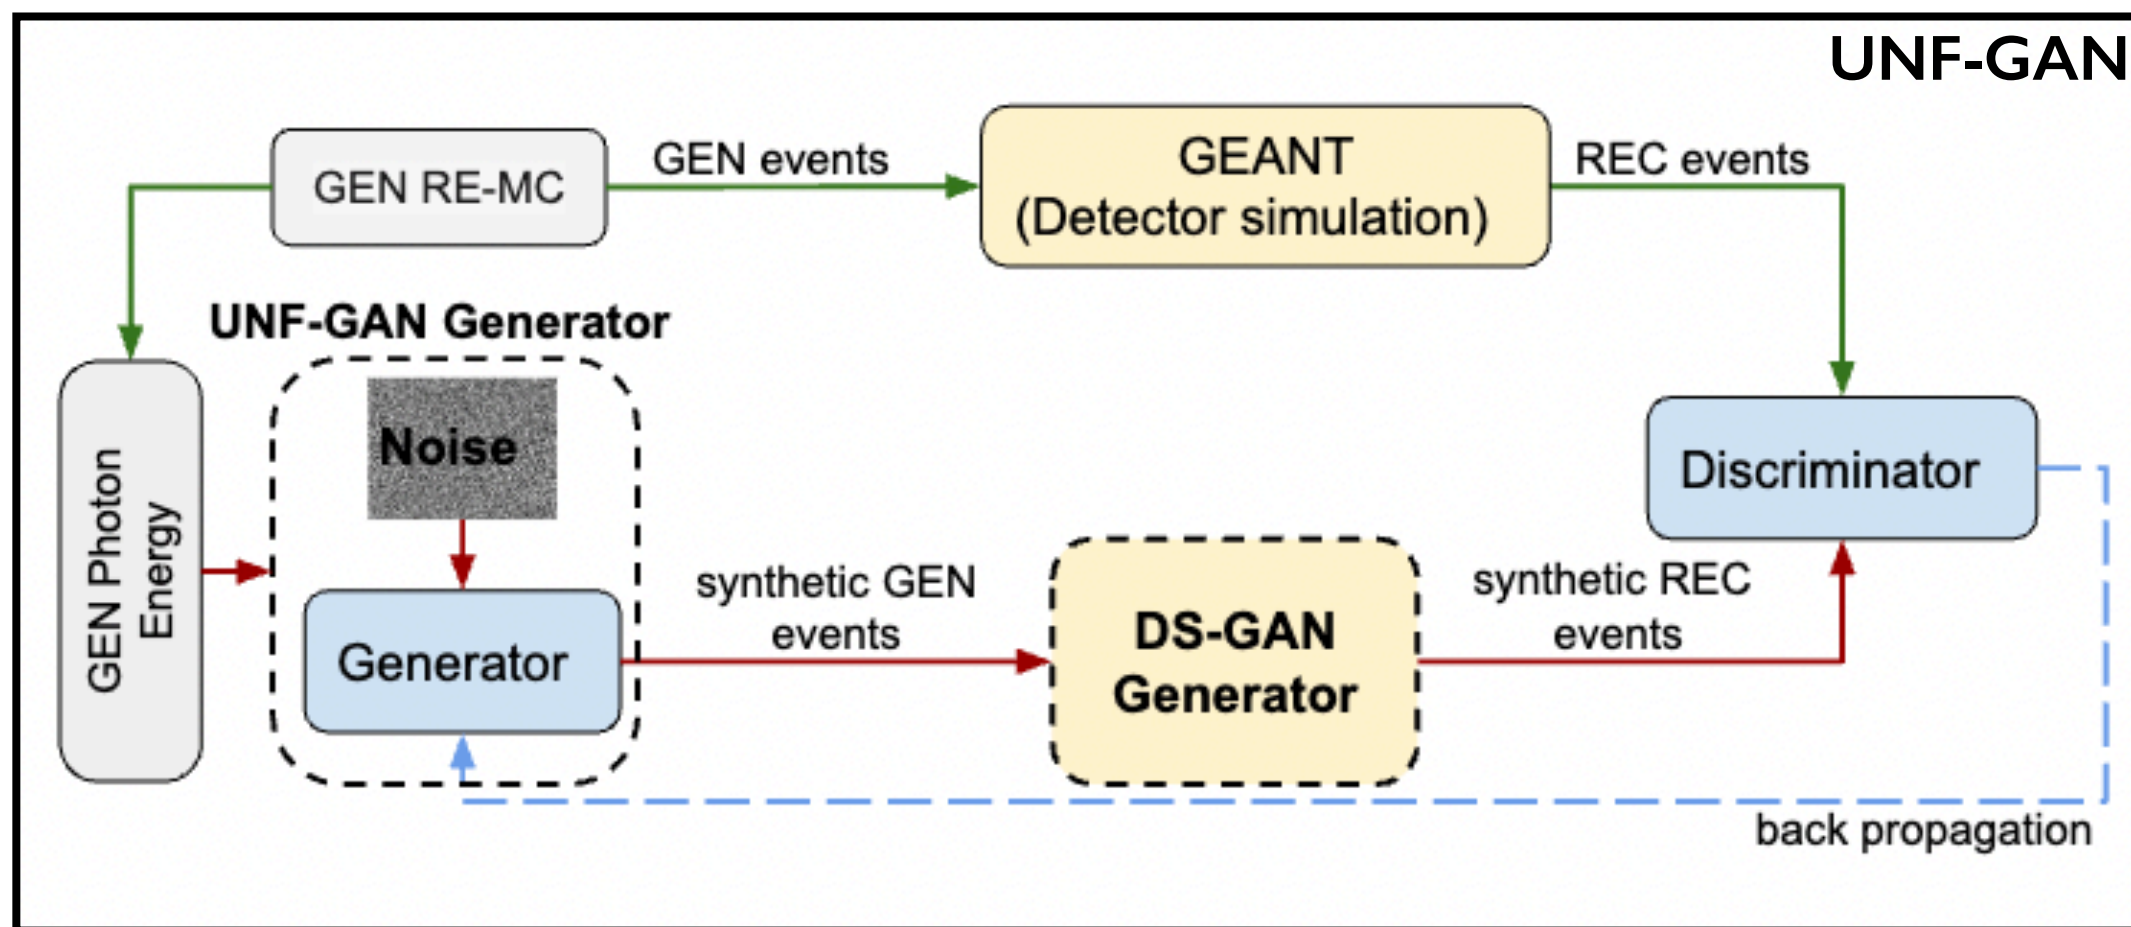 UNF-GAN
GEN RE-MC
GEN events
GEANT
(Detector simulation)
REC events
UNF-GAN Generator
GEN Photon
Energy
Noise
Generator
synthetic GEN
events
DS-GAN
Generator
synthetic REC
events
Discriminator
back propagation